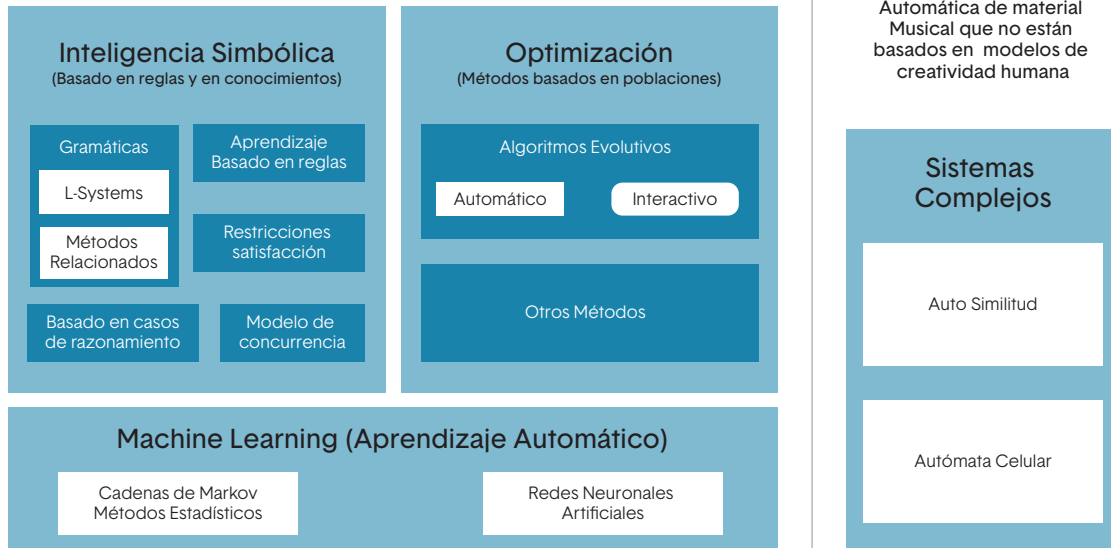 Inteligencia Simbólica
(Basado en reglas y en conocimientos)
Gramáticas
L-Systems
Métodos
Relacionados
Aprendizaje
Basado en reglas
Restricciones
satisfacción
Basado en casos
de razonamiento
Modelo de
concurrencia
Optimización
(Métodos basados en poblaciones)
Algoritmos Evolutivos
Automático
Interactivo
Otros Métodos
Machine Learning (Aprendizaje Automático)
Cadenas de Markov
Métodos Estadísticos
Redes Neuronales
Artificiales
Automática de material
Musical que no están
basados en modelos de
creatividad humana
Sistemas
Complejos
Auto Similitud
Autómata Celular